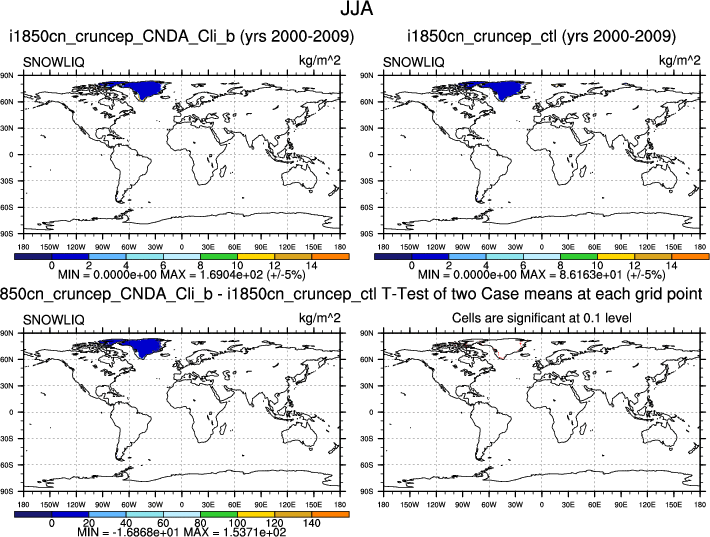 JJA
i1850cn_cruncep_CNDA_Cli_b (yrs 2000-2009)
i1850cn_cruncep_ctl (yrs 2000-2009)
SNOWLIQ kg/m^2
SNOWLIQ kg/m^2
90N
60N
30N
0
30S
60S
90S
180 150W 120W 90W 60W 30W 0 30E 60E 90E 120E 150E 180
90N
60N
30N
0
30S
60S
90S
180 150W 120W 90W 60W 30W 0 30E 60E 90E 120E 150E 180
0 2 4 6 8 10 12 14
MIN = 0.0000e+00 MAX = 1.6904e+02 (+/-5%)
0 2 4 6 8 10 12 14
MIN = 0.0000e+00 MAX = 8.6163e+01 (+/-5%)
850cn_cruncep_CNDA_Cli_b - i1850cn_cruncep_ctl
T-Test of two Case means at each grid point
SNOWLIQ kg/m^2
Cells are significant at 0.1 level
90N
60N
30N
0
30S
60S
90S
180 150W 120W 90W 60W 30W 0 30E 60E 90E 120E 150E 180
90N
60N
30N
0
30S
60S
90S
180 150W 120W 90W 60W 30W 0 30E 60E 90E 120E 150E 180
0 20 40 60 80 100 120 140
MIN = -1.6868e+01 MAX = 1.5371e+02